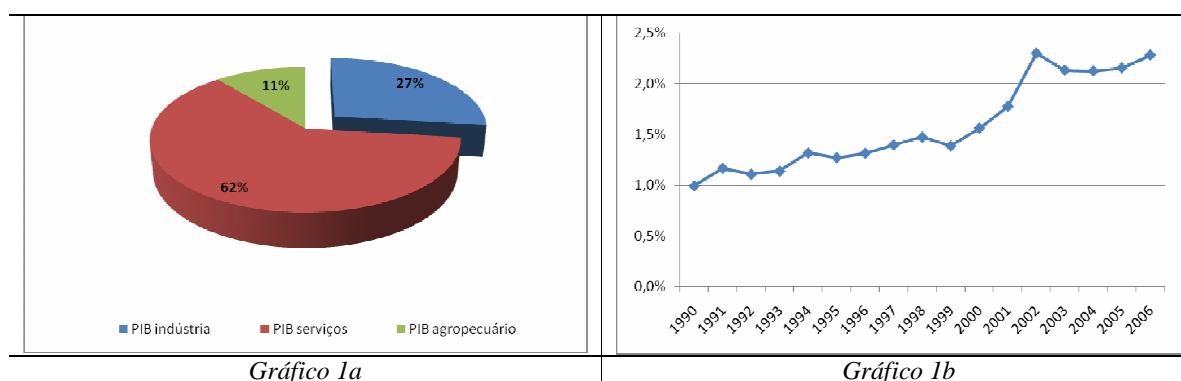 11%
27%
62%
PIB indústria PIB serviços PIB agropecuário
Gráfico 1a
2,5%
2,0%
1,5%
1,0%
0,5%
0,0%
1990 1991 1992 1993 1994 1995 1996 1997 1998 1999 2000 2001 2002 2003 2004 2005 2006
Gráfico 1b